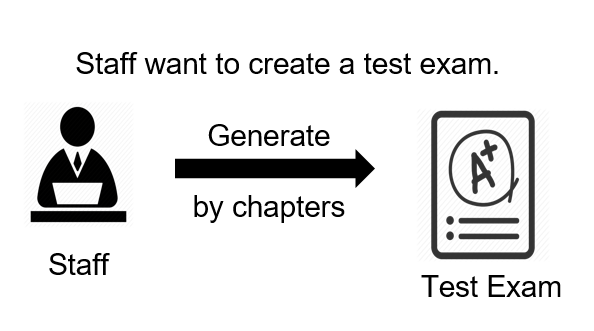 Staff want to create a test exam.
Generate
by chapters
A+
Staff
Test Exam